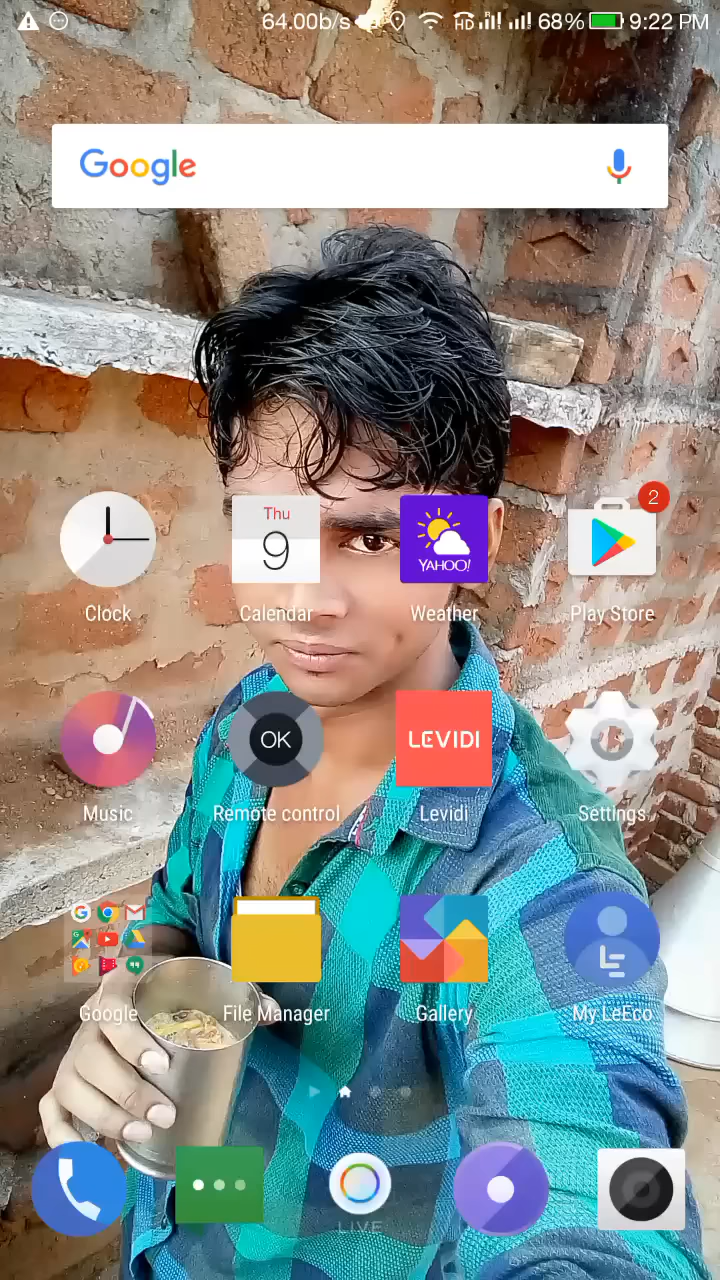 64.00b/s HD 68% 9:22 PM
Google
Thu
9
YAHOO!
2
Clock Calendar Weather Play Store
OK
LEVIDI
Music Remote control Levidi Settings
Google File Manager Gallery My LeEco
LIVE